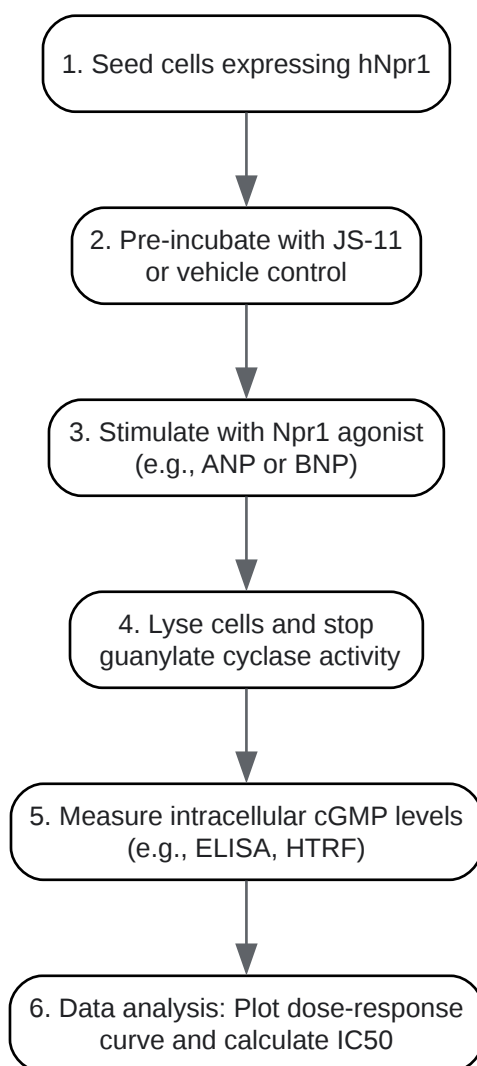 1. Seed cells expressing hNpr1
2. Pre-incubate with JS-11
or vehicle control
3. Stimulate with Npr1 agonist
(e.g., ANP or BNP)
4. Lyse cells and stop
guanylate cyclase activity
5. Measure intracellular cGMP levels
(e.g., ELISA, HTRF)
6. Data analysis: Plot dose-response
curve and calculate IC50